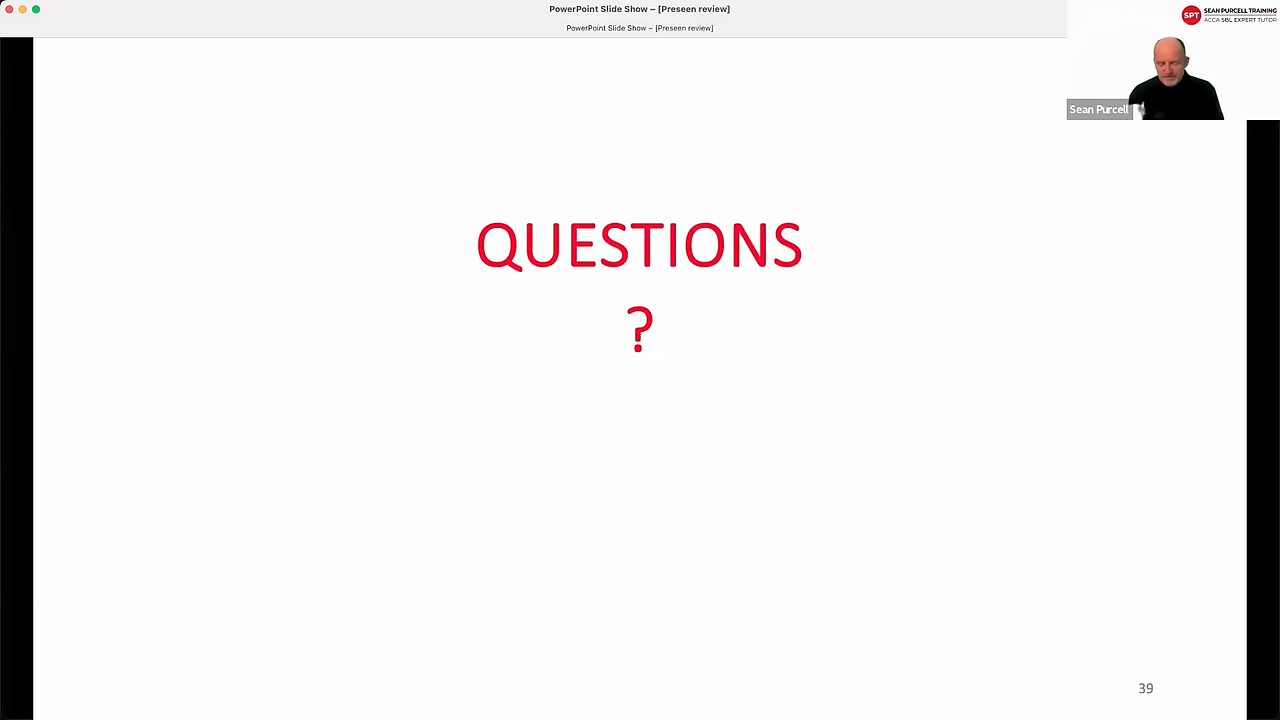 PowerPoint Slide Show – [Preseen review]
PowerPoint Slide Show – [Preseen review]
SPT
SEAN PURCELL TRAINING
ACCA SBL EXPERT TUTOR
Sean Purcell
QUESTIONS
?
39